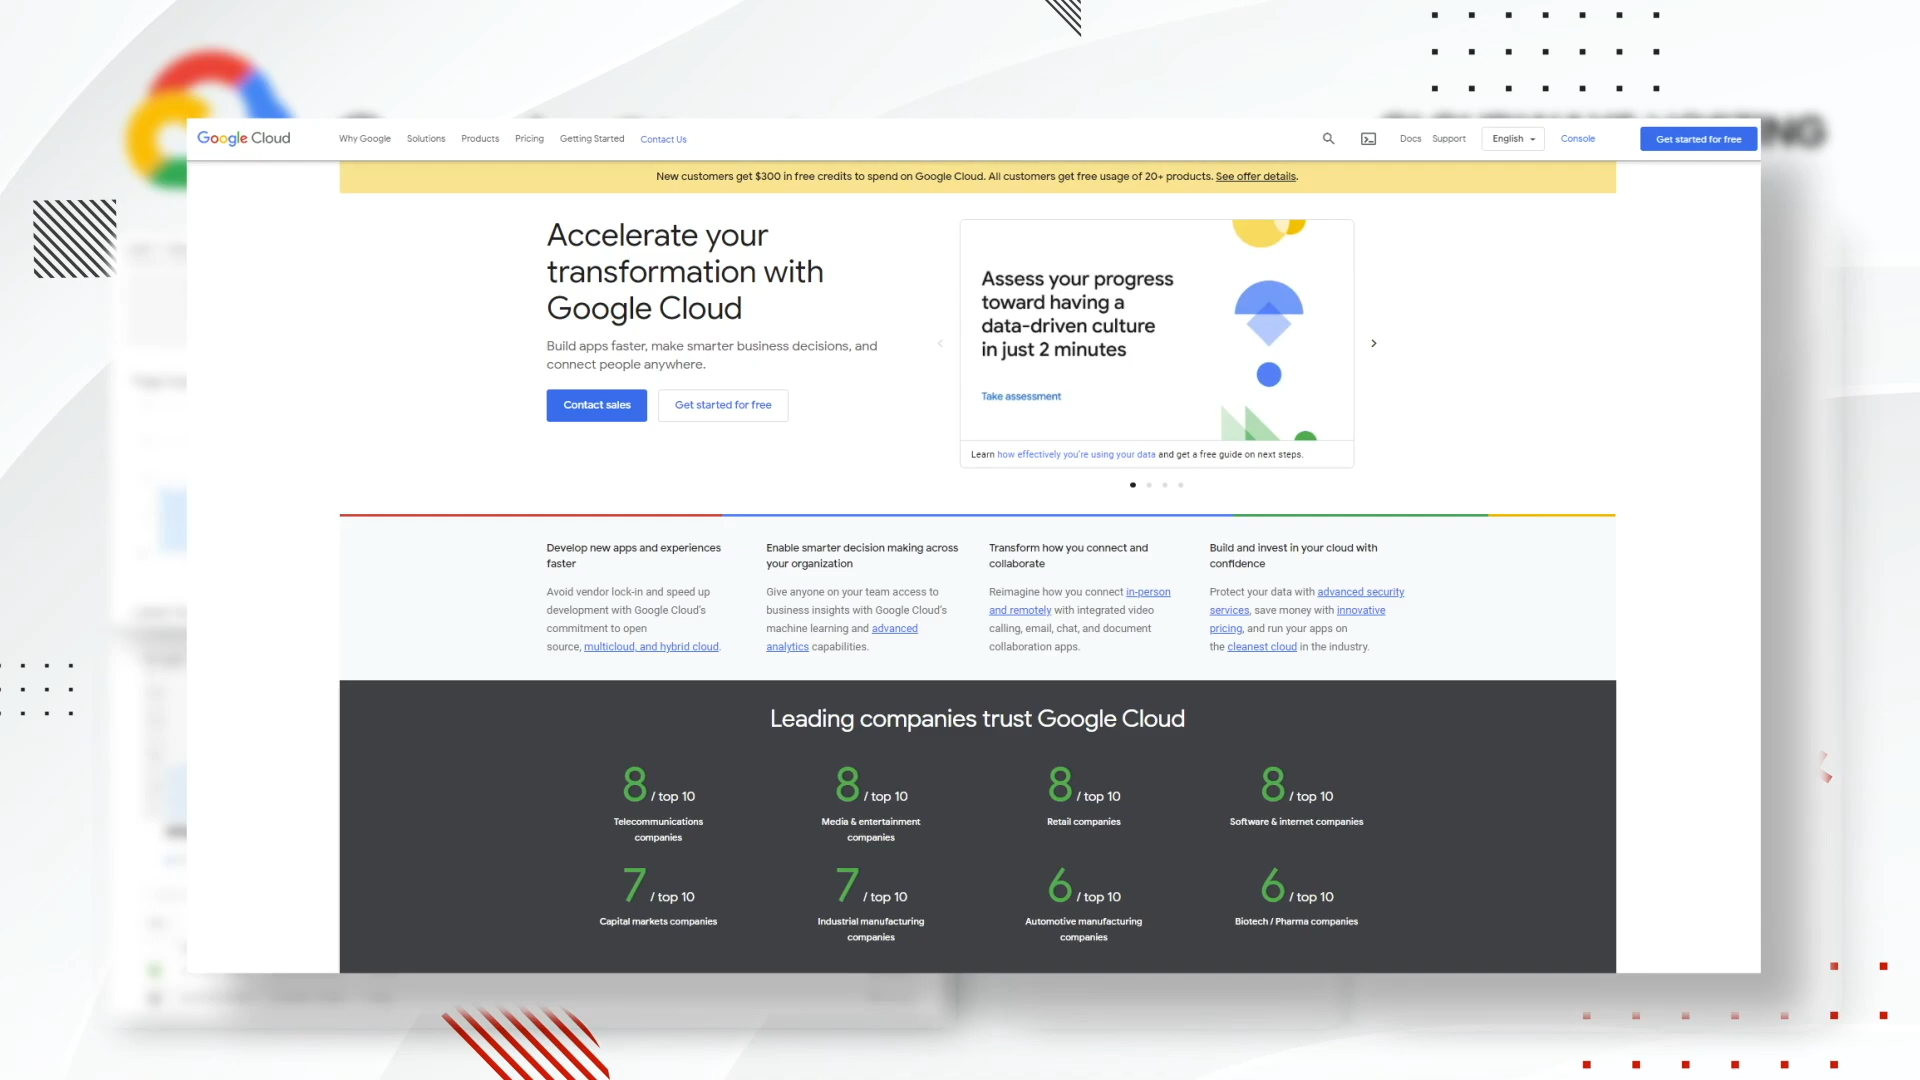 Google Cloud
Why Google
Solutions
Products
Pricing
Getting Started
Contact Us
Docs
Support
English
Console
Get started for free
New customers get $300 in free credits to spend on Google Cloud. All customers get free usage of 20+ products. See offer details.
Accelerate your
transformation with
Google Cloud
Build apps faster, make smarter business decisions, and
connect people anywhere.
Contact sales
Get started for free
Assess your progress
toward having a
data-driven culture
in just 2 minutes
Take assessment
Learn how effectively you're using your data and get a free guide on next steps.
Develop new apps and experiences
faster
Avoid vendor lock-in and speed up
development with Google Cloud's
commitment to open
source, multicloud, and hybrid cloud.
Enable smarter decision making across
your organization
Give anyone on your team access to
business insights with Google Cloud's
machine learning and advanced
analytics capabilities.
Transform how you connect and
collaborate
Reimagine how you connect in-person
and remotely with integrated video
calling, email, chat, and document
collaboration apps.
Build and invest in your cloud with
confidence
Protect your data with advanced security
services, save money with innovative
pricing, and run your apps on
the cleanest cloud in the industry.
Leading companies trust Google Cloud
8 / top 10
Telecommunications
companies
8 / top 10
Media & entertainment
companies
8 / top 10
Retail companies
8 / top 10
Software & internet companies
7 / top 10
Capital markets companies
7 / top 10
Industrial manufacturing
companies
6 / top 10
Automotive manufacturing
companies
6 / top 10
Biotech / Pharma companies